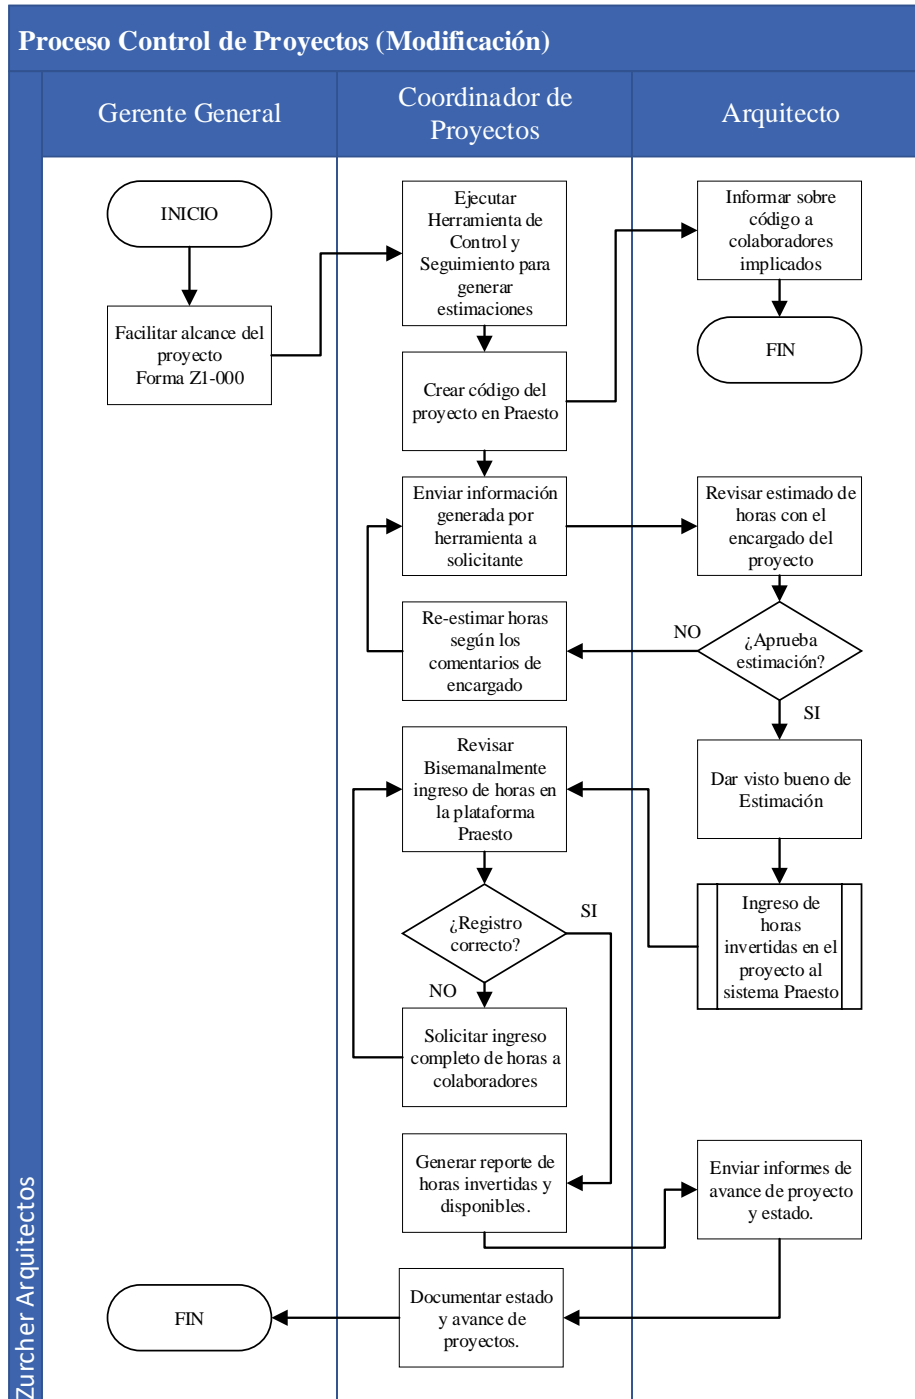 Proceso Control de Proyectos (Modificación)
Gerente General
Coordinador de
Proyectos
Arquitecto
INICIO
Facilitar alcance del
proyecto
Forma Z1-000
Ejecutar
Herramienta de
Control y
Seguimiento para
generar
estimaciones
Informar sobre
código a
colaboradores
implicados
FIN
Crear código del
proyecto en Praesto
Enviar información
generada por
herramienta a
solicitante
Revisar estimado de
horas con el
encargado del
proyecto
Re-estimar horas
según los
comentarios de
encargado
NO
¿Aprueba
estimación?
SI
Revisar
Bisemanalmente
ingreso de horas en
la plataforma
Praesto
Dar visto bueno de
Estimación
¿Registro
correcto?
SI
NO
Ingreso de
horas
invertidas en el
proyecto al
sistema Praesto
Solicitar ingreso
completo de horas a
colaboradores
Generar reporte de
horas invertidas y
disponibles.
Enviar informes de
avance de proyecto
y estado.
Documentar estado
y avance de
proyectos.
FIN
Zurcher Arquitectos